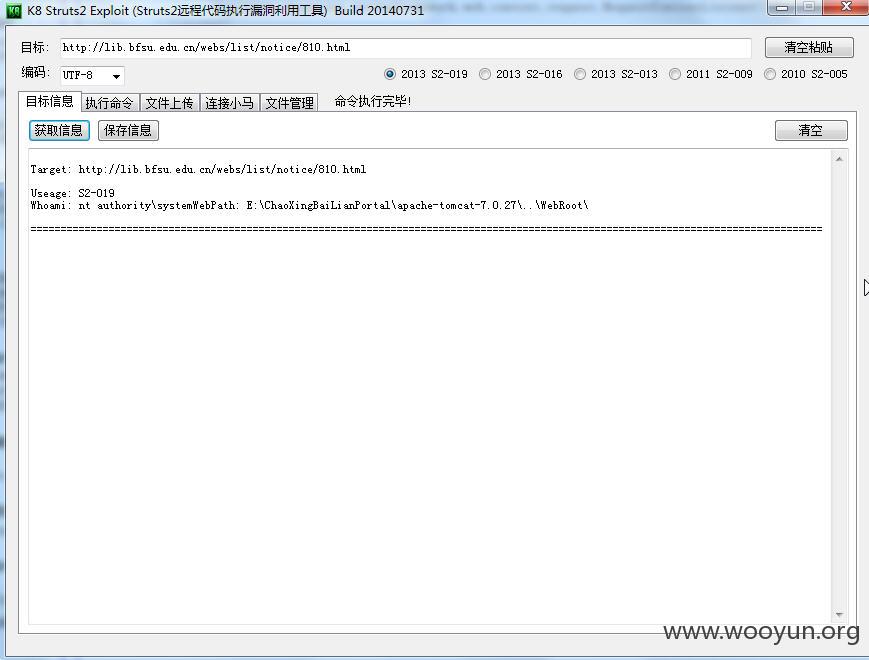 K8 Struts2 Exploit (Struts2远程代码执行漏洞利用工具) Build 20140731
目标: http://lib.bfsu.edu.cn/webs/list/notice/810.html 清空粘贴
编码: UTF-8 2013 S2-019 2013 S2-016 2013 S2-013 2011 S2-009 2010 S2-005
目标信息 执行命令 文件上传 连接小马 文件管理 命令执行完毕!
获取信息 保存信息 清空
Target: http://lib.bfsu.edu.cn/webs/list/notice/810.html
Useage: S2-019
Whoami: nt authority\systemWebPath: E:\ChaoXingBaiLianPortal\apache-tomcat-7.0.27\..\WebRoot\
====================================================================================================================================
www.wooyun.org